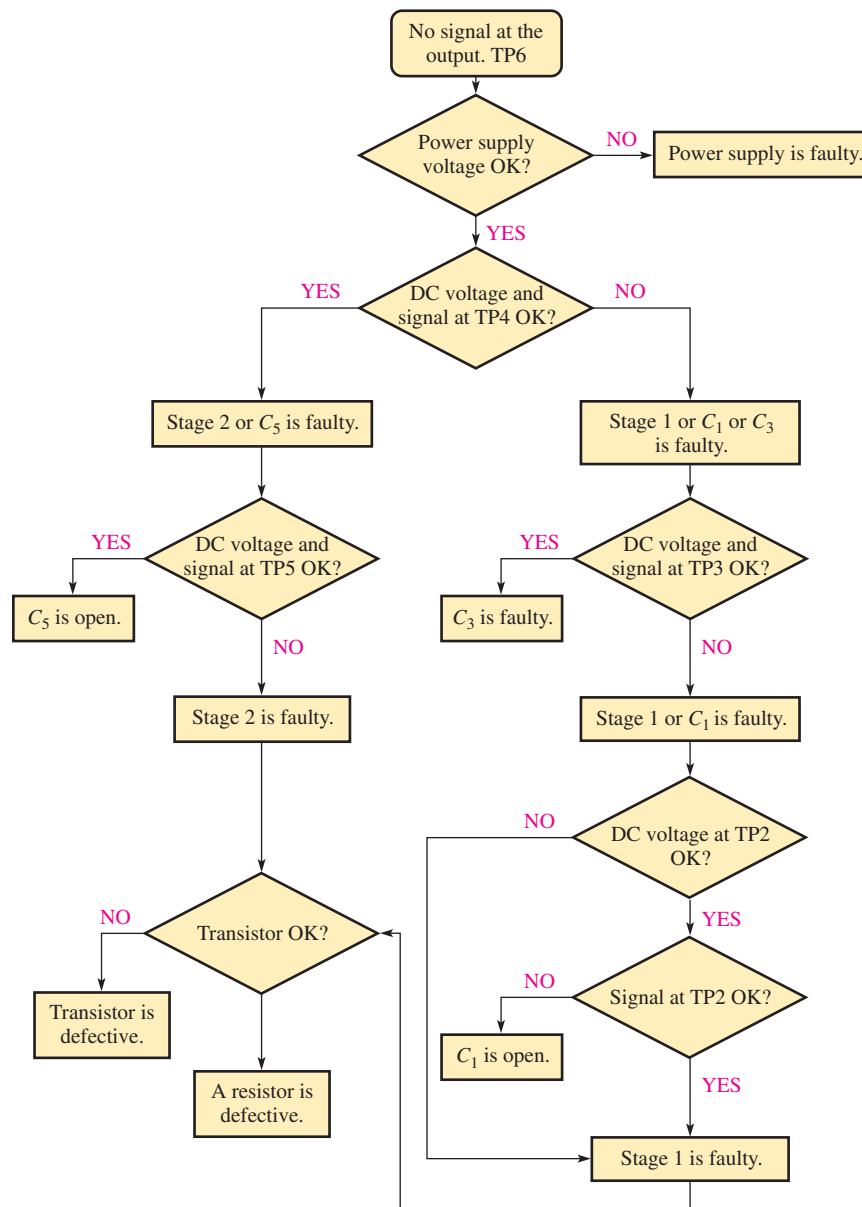 No signal at the
output. TP6
Power supply
voltage OK?
NO
Power supply is faulty.
YES
DC voltage and
signal at TP4 OK?
YES
NO
Stage 2 or C5 is faulty.
Stage 1 or C1 or C3
is faulty.
DC voltage and
signal at TP5 OK?
YES
C5 is open.
NO
DC voltage and
signal at TP3 OK?
YES
C3 is faulty.
NO
Stage 2 is faulty.
Stage 1 or C1 is faulty.
DC voltage at TP2
OK?
NO
YES
Transistor OK?
NO
Transistor is
defective.
A resistor is
defective.
Signal at TP2 OK?
NO
C1 is open.
YES
Stage 1 is faulty.